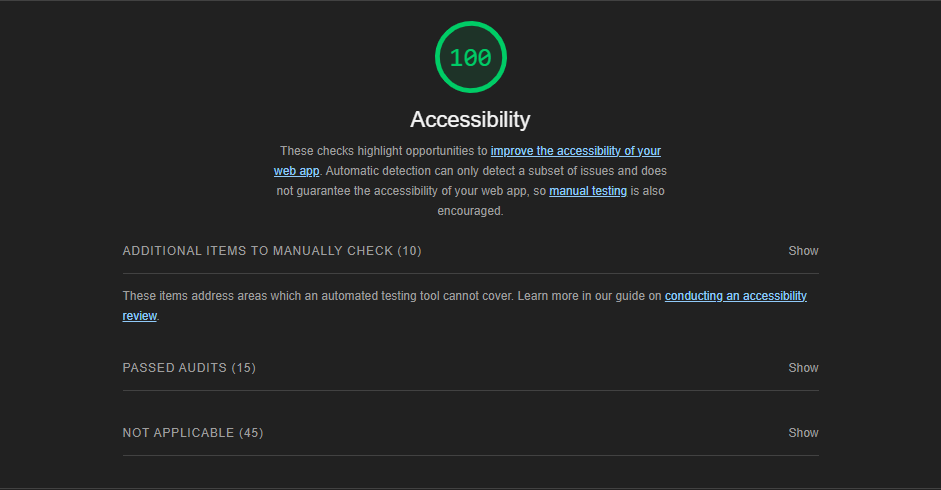 100
Accessibility
These checks highlight opportunities to improve the accessibility of your
web app. Automatic detection can only detect a subset of issues and does
not guarantee the accessibility of your web app, so manual testing is also
encouraged.
ADDITIONAL ITEMS TO MANUALLY CHECK (10) Show
These items address areas which an automated testing tool cannot cover. Learn more in our guide on conducting an accessibility
review.
PASSED AUDITS (15) Show
NOT APPLICABLE (45) Show